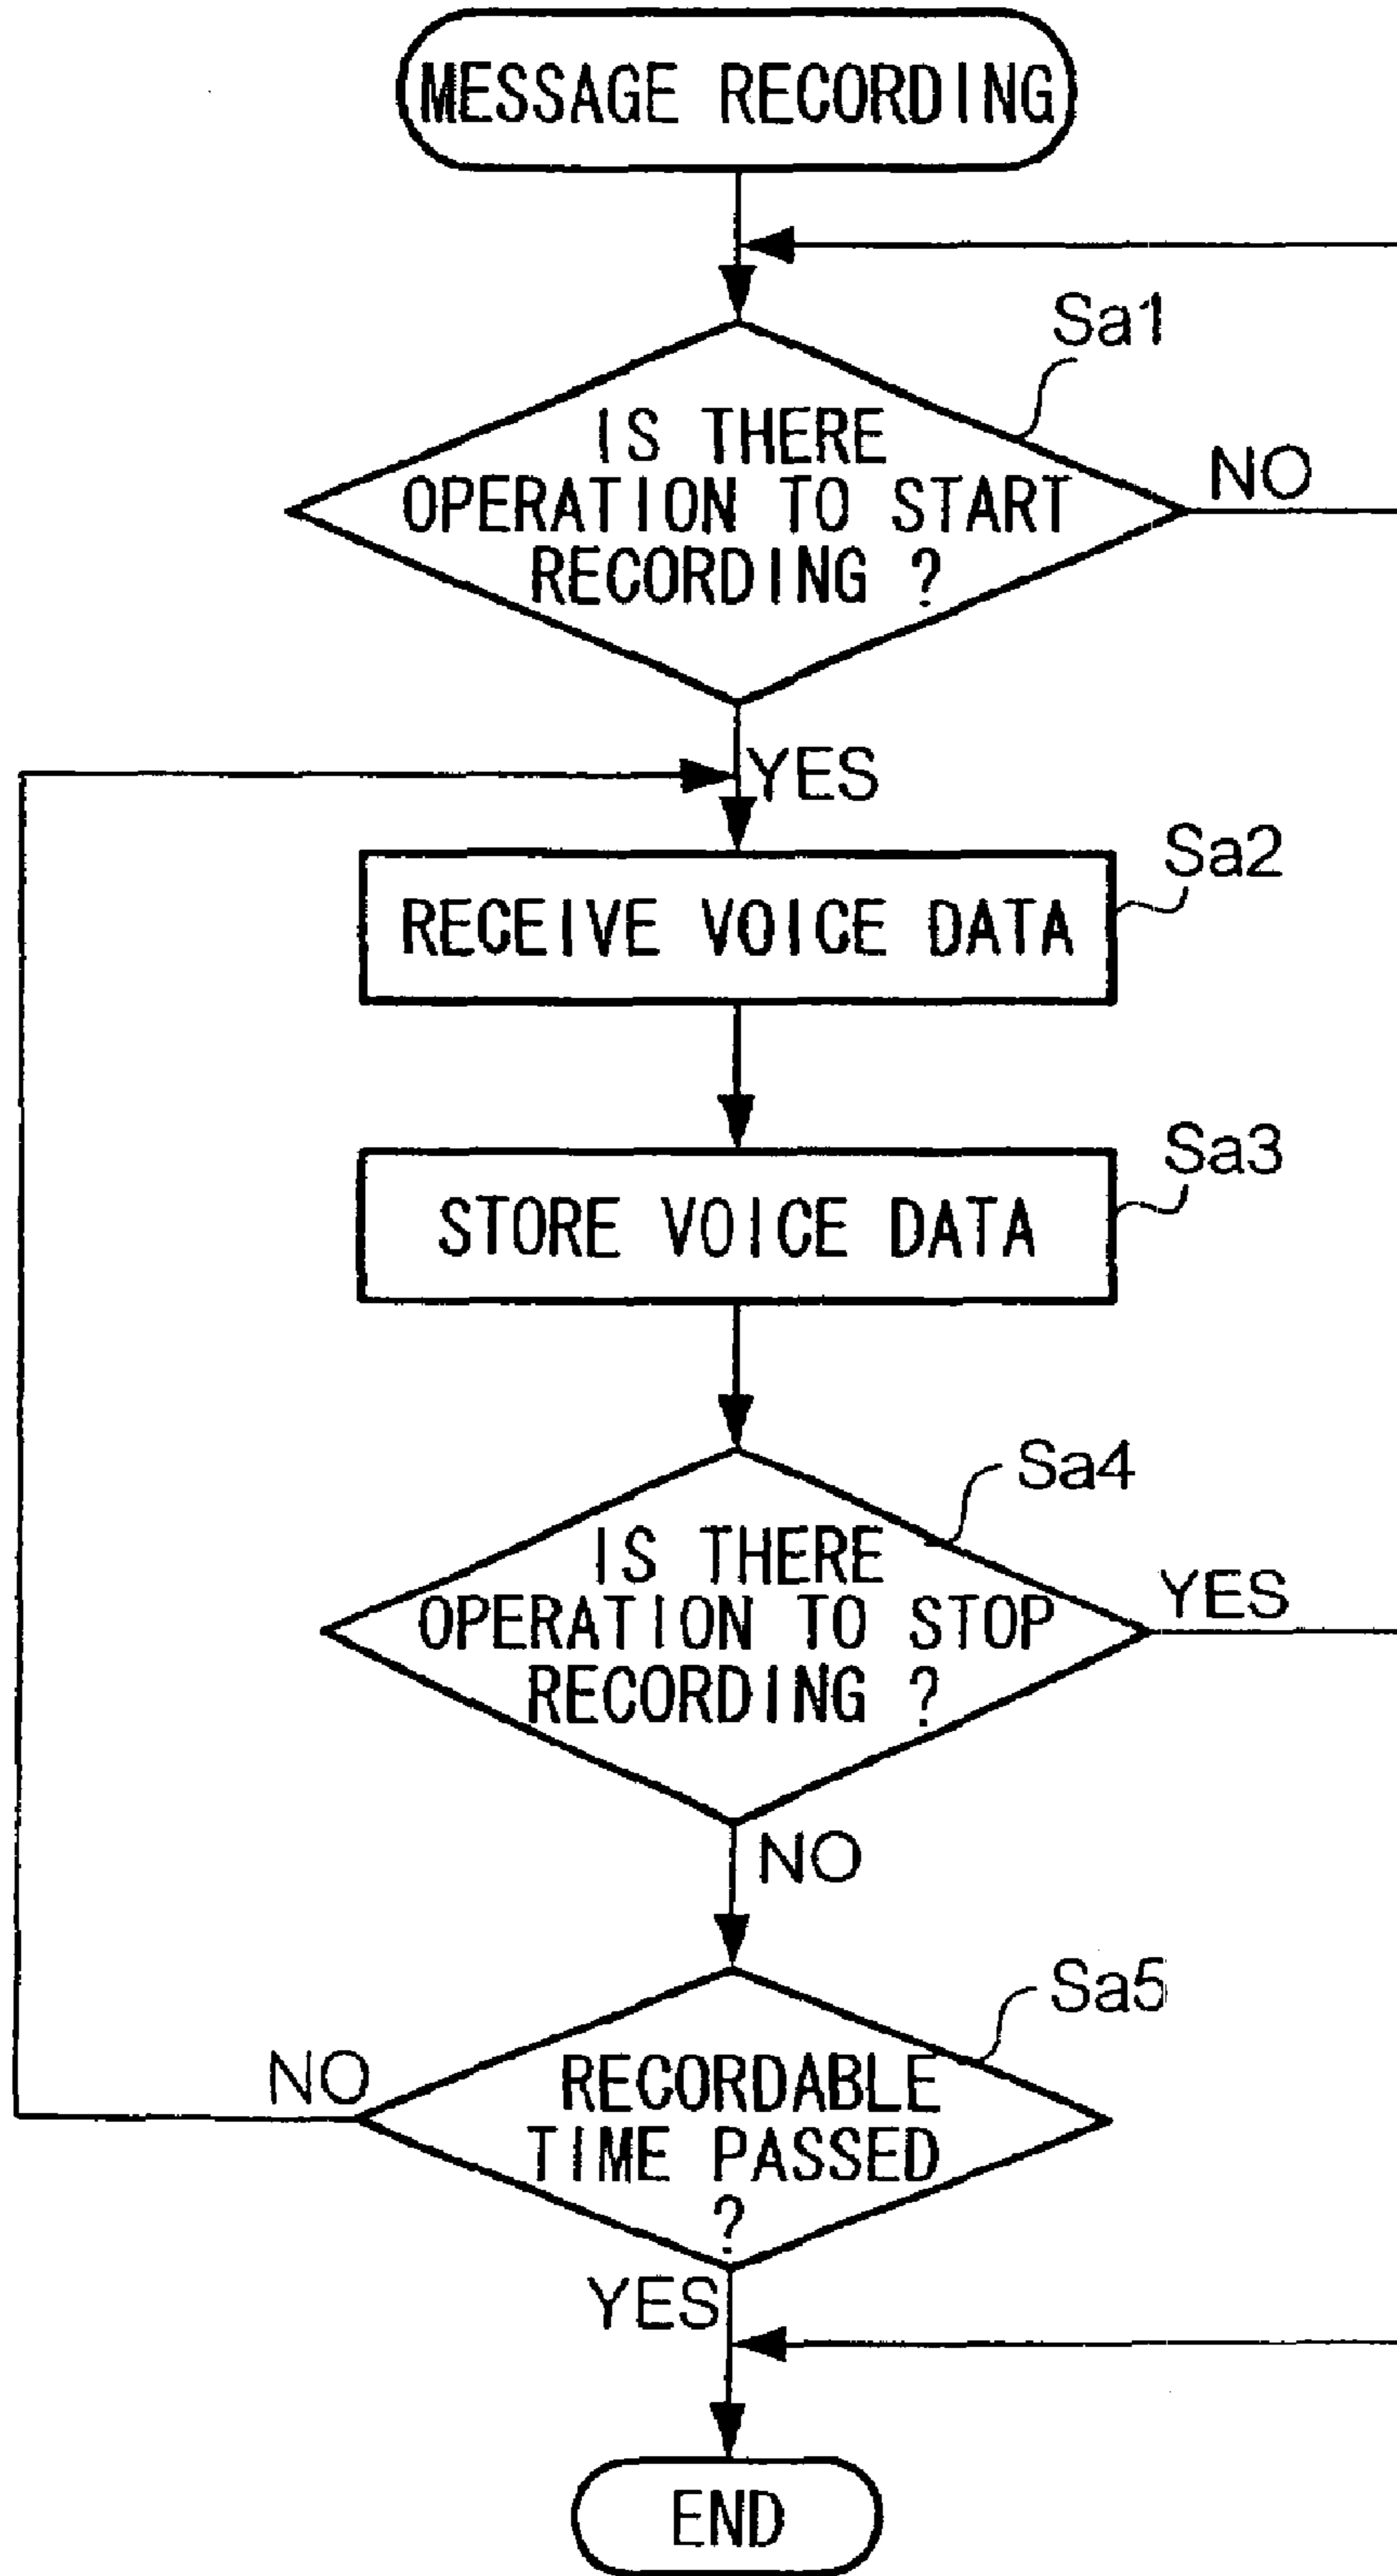 MESSAGE RECORDING
Sa1
IS THERE
OPERATION TO START
RECORDING ?
NO
YES
Sa2
RECEIVE VOICE DATA
Sa3
STORE VOICE DATA
Sa4
IS THERE
OPERATION TO STOP
RECORDING ?
YES
NO
Sa5
NO
RECORDABLE
TIME PASSED
?
YES
END